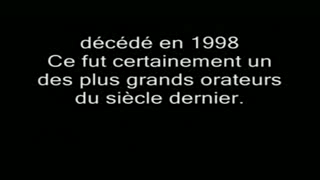 décédé en 1998
Ce fut certainement un
des plus grands orateurs
du siècle dernier.